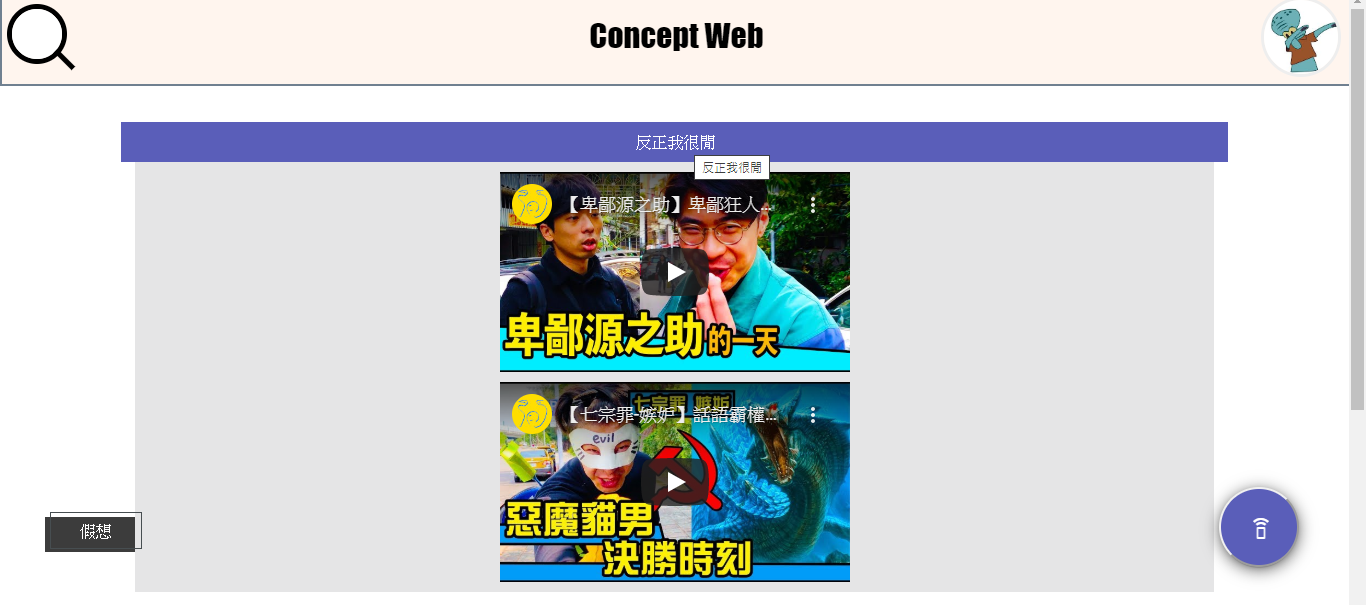 Concept Web
反正我很閒
反正我很閒
【卑鄙源之助】卑鄙狂人...
卑鄙源之助的一天
【七宗罪-嫉妒】話語霸權...
七宗罪 嫉妒
evil
惡魔貓男
決勝時刻
假想